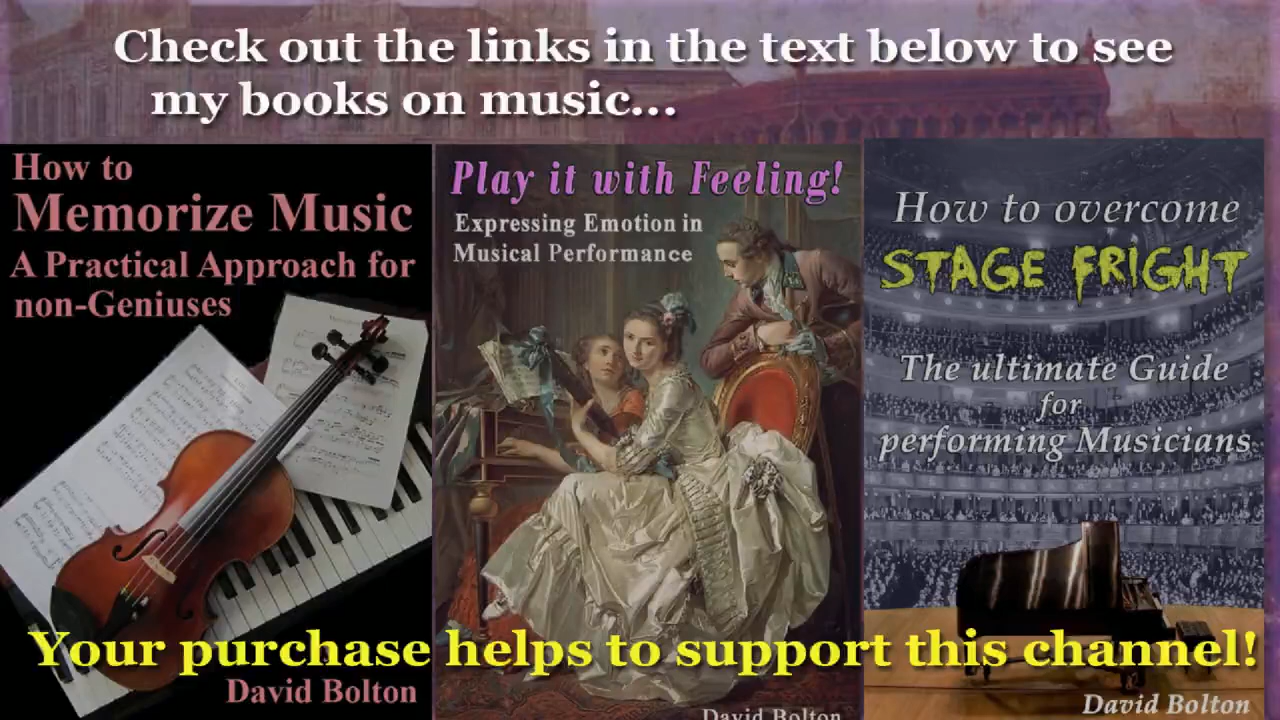 Check out the links in the text below to see
my books on music...
How to
Memorize Music
A Practical Approach for
non-Geniuses
David Bolton
Play it with Feeling!
Expressing Emotion in
Musical Performance
David Bolton
How to overcome
STAGE FRIGHT
The ultimate Guide
for
performing Musicians
David Bolton
Your purchase helps to support this channel!